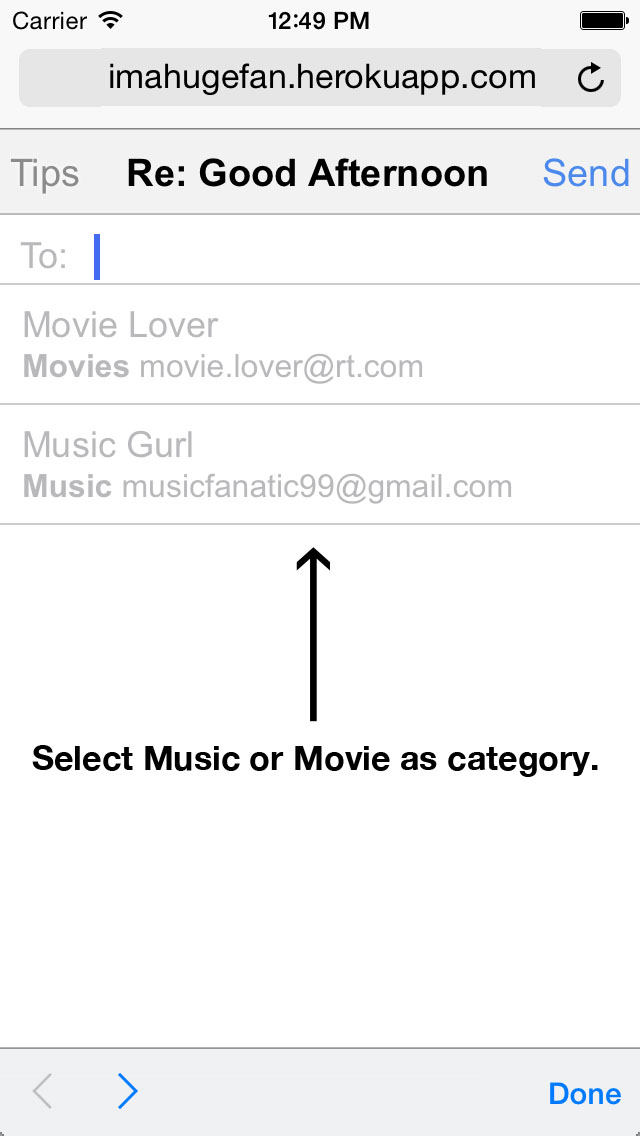 Carrier 12:49 PM
imahugefan.herokuapp.com
Tips Re: Good Afternoon Send
To:
Movie Lover
Movies movie.lover@rt.com
Music Gurl
Music musicfanatic99@gmail.com
Select Music or Movie as category.
Done